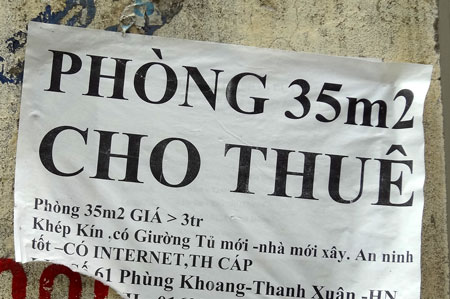 PHÒNG 35m2
CHO THUÊ
Phòng 35m2 GIÁ > 3tr
Khép Kín .có Giường Tủ mới -nhà mới xây. An ninh
tốt –CÓ INTERNET,TH CÁP
Số 61 Phùng Khoang-Thanh Xuân -HN